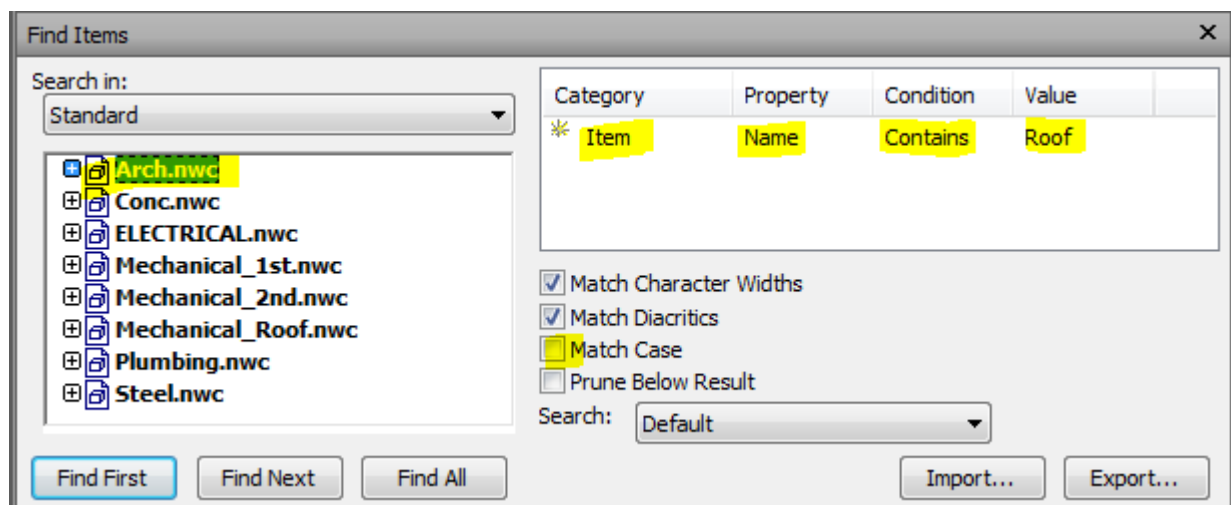 Find Items
Search in:
Standard
Arch.nwc
Conc.nwc
ELECTRICAL.nwc
Mechanical_1st.nwc
Mechanical_2nd.nwc
Mechanical_Roof.nwc
Plumbing.nwc
Steel.nwc
Find First Find Next Find All
Category Property Condition Value
Item Name Contains Roof
Match Character Widths
Match Diacritics
Match Case
Prune Below Result
Search: Default
Import... Export...